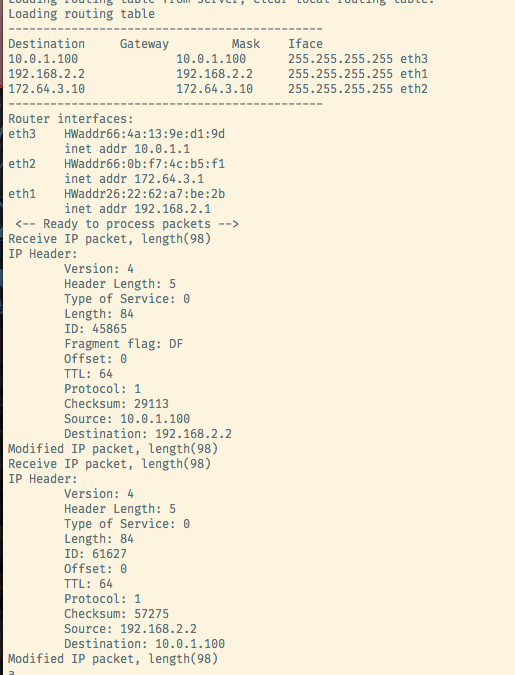 Loading routing table from server, clear local routing table.
Loading routing table
---------------------------------------------
Destination     Gateway         Mask    Iface
10.0.1.100              10.0.1.100      255.255.255.255 eth3
192.168.2.2             192.168.2.2     255.255.255.255 eth1
172.64.3.10             172.64.3.10     255.255.255.255 eth2
---------------------------------------------
Router interfaces:
eth3    HWaddr66:4a:13:9e:d1:9d
        inet addr 10.0.1.1
eth2    HWaddr66:0b:f7:4c:b5:f1
        inet addr 172.64.3.1
eth1    HWaddr26:22:62:a7:be:2b
        inet addr 192.168.2.1
 <-- Ready to process packets -->
Receive IP packet, length(98)
IP Header:
        Version: 4
        Header Length: 5
        Type of Service: 0
        Length: 84
        ID: 45865
        Fragment flag: DF
        Offset: 0
        TTL: 64
        Protocol: 1
        Checksum: 29113
        Source: 10.0.1.100
        Destination: 192.168.2.2
Modified IP packet, length(98)
Receive IP packet, length(98)
IP Header:
        Version: 4
        Header Length: 5
        Type of Service: 0
        Length: 84
        ID: 61627
        Offset: 0
        TTL: 64
        Protocol: 1
        Checksum: 57275
        Source: 192.168.2.2
        Destination: 10.0.1.100
Modified IP packet, length(98)